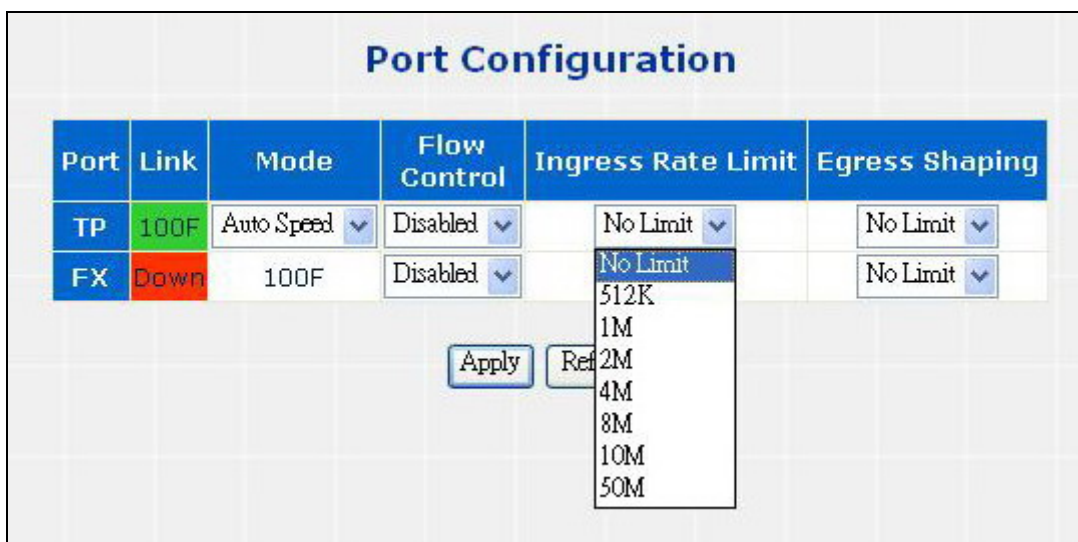 Port Configuration
Port Link Mode Flow Control Ingress Rate Limit Egress Shaping
TP 100F Auto Speed Disabled No Limit No Limit
FX Down 100F Disabled No Limit
No Limit
512K
1M
2M
4M
8M
10M
50M
Apply